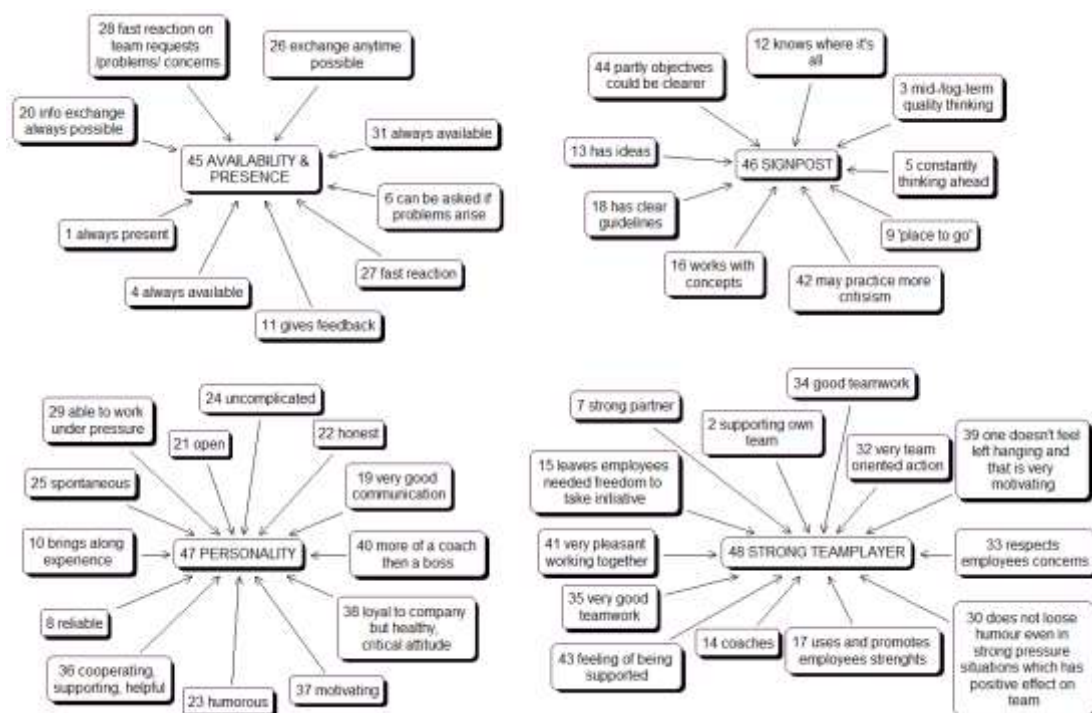 28 fast reaction on
team requests
/problems/ concerns
26 exchange anytime
possible
20 info exchange
always possible
31 always available
45 AVAILABILITY &
PRESENCE
6 can be asked if
problems arise
1 always present
27 fast reaction
4 always available
11 gives feedback
12 knows where it's
all
44 partly objectives
could be clearer
3 mid-/log-term
quality thinking
13 has ideas
46 SIGNPOST
5 constantly
thinking ahead
18 has clear
guidelines
9 'place to go'
16 works with
concepts
42 may practice more
critisism
24 uncomplicated
29 able to work
under pressure
21 open
22 honest
25 spontaneous
19 very good
communication
10 brings along
experience
47 PERSONALITY
40 more of a coach
then a boss
8 reliable
38 loyal to company
but healthy,
critical attitude
36 cooperating,
supporting, helpful
23 humorous
37 motivating
34 good teamwork
7 strong partner
2 supporting own
team
32 very team
oriented action
39 one doesn't feel
left hanging and
that is very
motivating
15 leaves employees
needed freedom to
take initiative
41 very pleasant
working together
48 STRONG TEAMPLAYER
33 respects
employees concerns
35 very good
teamwork
14 coaches
17 uses and promotes
employees strenghts
43 feeling of being
supported
30 does not loose
humour even in
strong pressure
situations which has
positive effect on
team